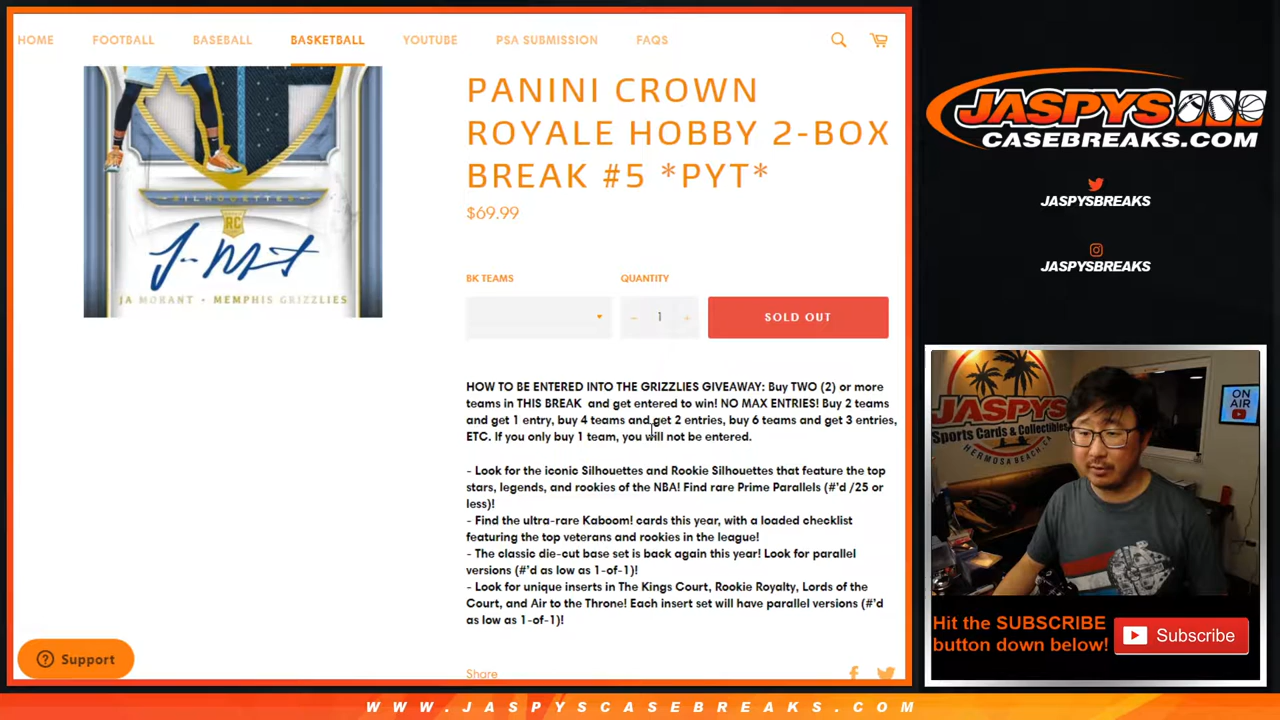 HOME FOOTBALL BASEBALL BASKETBALL YOUTUBE PSA SUBMISSION FAQS
SILHOUETTES
RC
JA MORANT • MEMPHIS GRIZZLIES
PANINI CROWN
ROYALE HOBBY 2-BOX
BREAK #5 *PYT*
$69.99
BK TEAMS
QUANTITY
− 1 +
SOLD OUT
HOW TO BE ENTERED INTO THE GRIZZLIES GIVEAWAY: Buy TWO (2) or more
teams in THIS BREAK and get entered to win! NO MAX ENTRIES! Buy 2 teams
and get 1 entry, buy 4 teams and get 2 entries, buy 6 teams and get 3 entries,
ETC. If you only buy 1 team, you will not be entered.
- Look for the iconic Silhouettes and Rookie Silhouettes that feature the top
stars, legends, and rookies of the NBA! Find rare Prime Parallels (#'d /25 or
less)!
- Find the ultra-rare Kaboom! cards this year, with a loaded checklist
featuring the top veterans and rookies in the league!
- The classic die-cut base set is back again this year! Look for parallel
versions (#'d as low as 1-of-1)!
- Look for unique inserts in The Kings Court, Rookie Royalty, Lords of the
Court, and Air to the Throne! Each insert set will have parallel versions (#'d
as low as 1-of-1)!
Share
Support
JASPYS
CASEBREAKS.COM
JASPYSBREAKS
JASPYSBREAKS
JASPYS
Sports Cards & Collectibles
HERMOSA BEACH, CA
ON
AIR
Hit the SUBSCRIBE
button down below!
Subscribe
WWW.JASPYSCASEBREAKS.COM